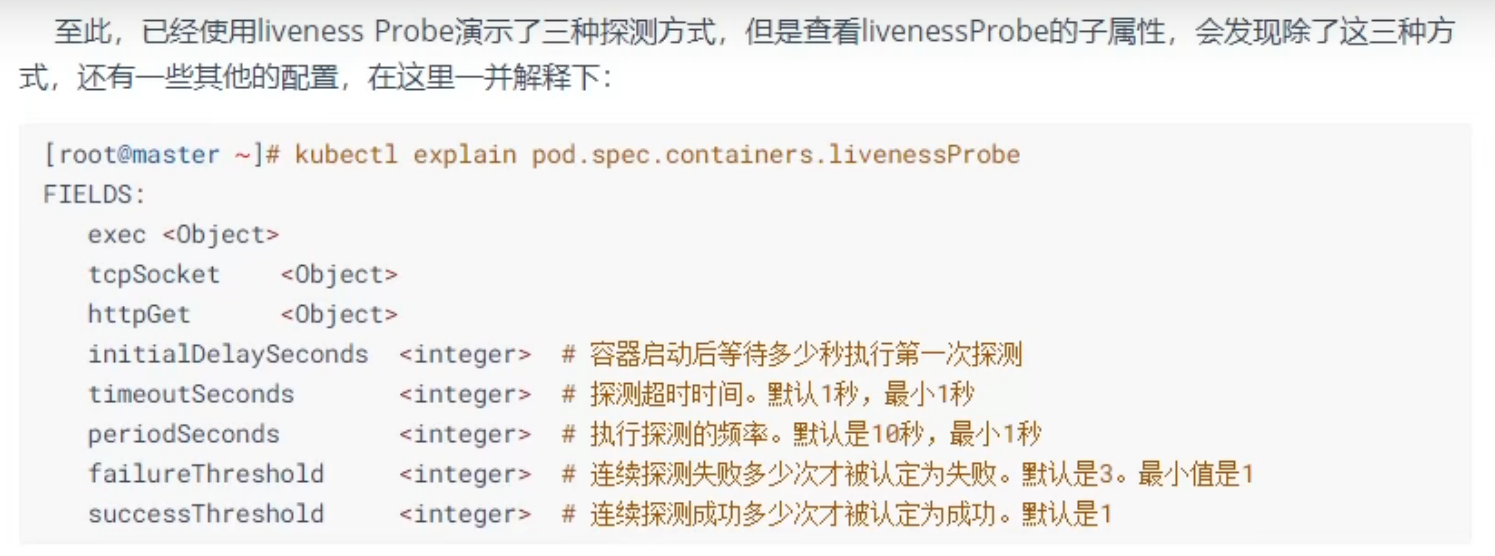 至此，已经使用liveness Probe演示了三种探测方式，但是查看livenessProbe的子属性，会发现除了这三种方
式，还有一些其他的配置，在这里一并解释下：
[root@master ~]# kubectl explain pod.spec.containers.livenessProbe
FIELDS:
exec <Object>
tcpSocket <Object>
httpGet <Object>
initialDelaySeconds <integer> # 容器启动后等待多少秒执行第一次探测
timeoutSeconds <integer> # 探测超时时间。默认1秒，最小1秒
periodSeconds <integer> # 执行探测的频率。默认是10秒，最小1秒
failureThreshold <integer> # 连续探测失败多少次才被认定为失败。默认是3。最小值是1
successThreshold <integer> # 连续探测成功多少次才被认定为成功。默认是1